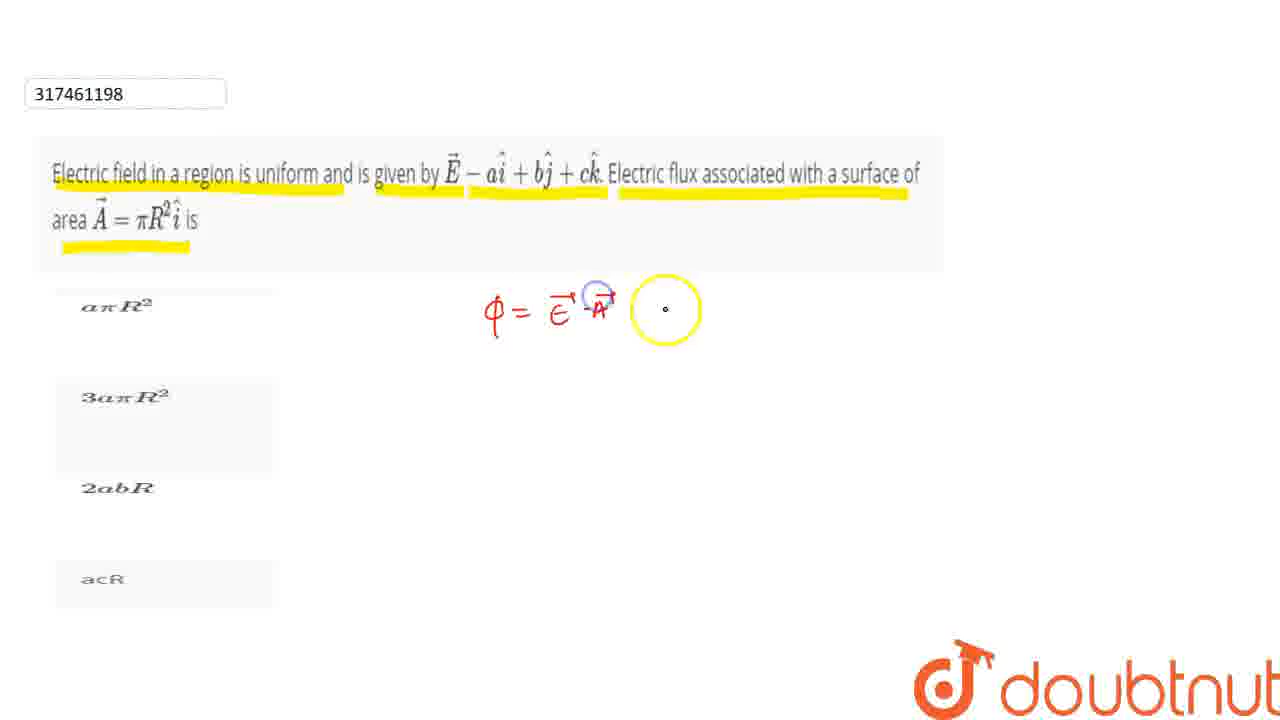 317461198
Electric field in a region is uniform and is given by $\vec{E} - a\hat{i} + b\hat{j} + c\hat{k}$. Electric flux associated with a surface of
area $\vec{A} = \pi R^2 \hat{i}$ is
$a\pi R^2$
$\phi = \vec{E} \cdot \vec{A}$
$3a\pi R^2$
$2abR$
acR
doubtnut